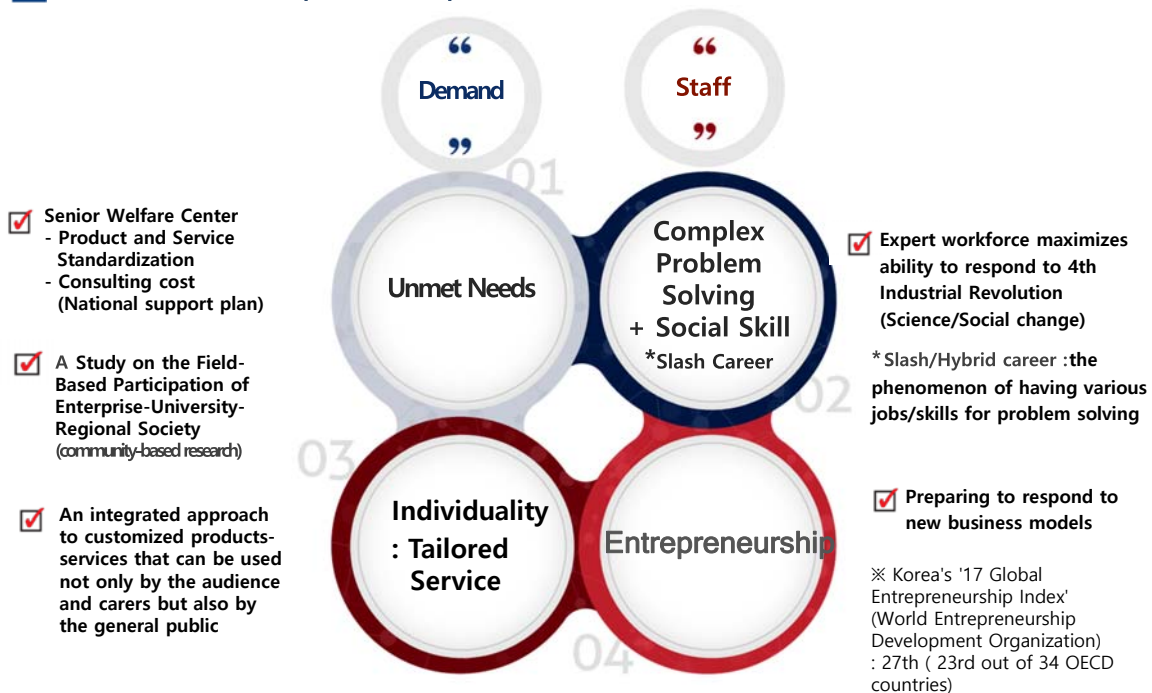 “
Demand
”
“
Staff
”
01
Unmet Needs
Complex
Problem
Solving
+ Social Skill
*Slash Career
02
03
Individuality
: Tailored
Service
Entrepreneurship
04
Senior Welfare Center
- Product and Service
Standardization
- Consulting cost
(National support plan)
A Study on the Field-
Based Participation of
Enterprise-University-
Regional Society
(community-based research)
An integrated approach
to customized products-
services that can be used
not only by the audience
and carers but also by
the general public
Expert workforce maximizes
ability to respond to 4th
Industrial Revolution
(Science/Social change)
* Slash/Hybrid career :the
phenomenon of having various
jobs/skills for problem solving
Preparing to respond to
new business models
※ Korea's '17 Global
Entrepreneurship Index'
(World Entrepreneurship
Development Organization)
: 27th ( 23rd out of 34 OECD
countries)